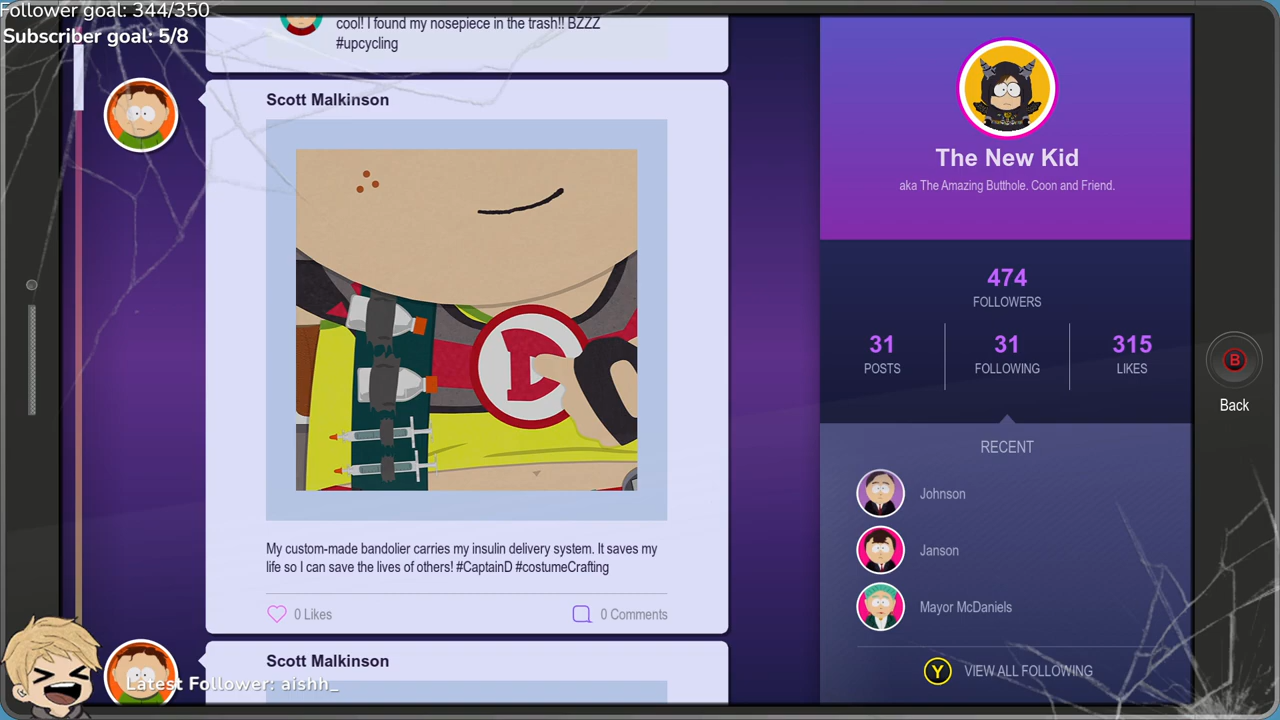 Follower goal: 344/350
Subscriber goal: 5/8
cool! I found my nosepiece in the trash!! BZZZ
#upcycling
Scott Malkinson
D
My custom-made bandolier carries my insulin delivery system. It saves my
life so I can save the lives of others! #CaptainD #costumeCrafting
0 Likes
0 Comments
Scott Malkinson
Latest Follower: aishh_
The New Kid
aka The Amazing Butthole. Coon and Friend.
474
FOLLOWERS
31
POSTS
31
FOLLOWING
315
LIKES
RECENT
Johnson
Janson
Mayor McDaniels
Y VIEW ALL FOLLOWING
B
Back